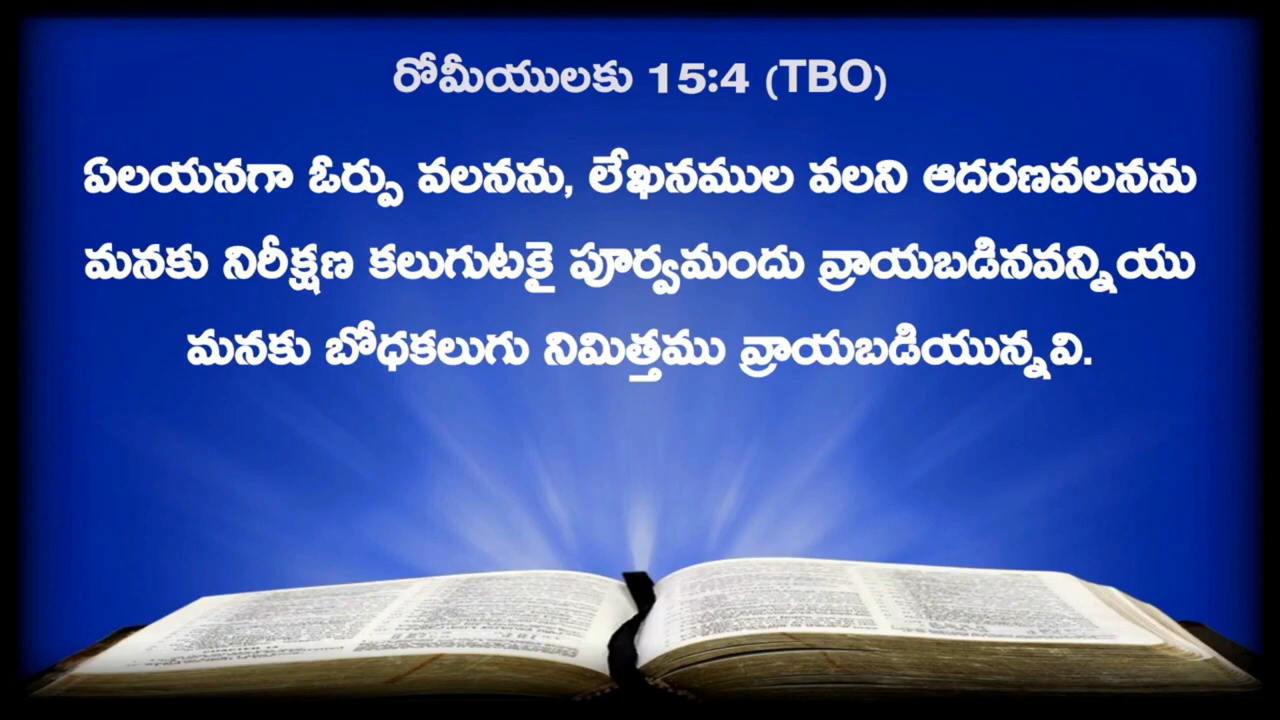 రోమీయులకు 15:4 (TBO)
ఏలయనగా ఓర్పు వలనను, లేఖనముల వలని ఆదరణవలనను
మనకు నిరీక్షణ కలుగుటకై పూర్వమందు వ్రాయబడినవన్నియు
మనకు బోధకలుగు నిమిత్తము వ్రాయబడియున్నవి.